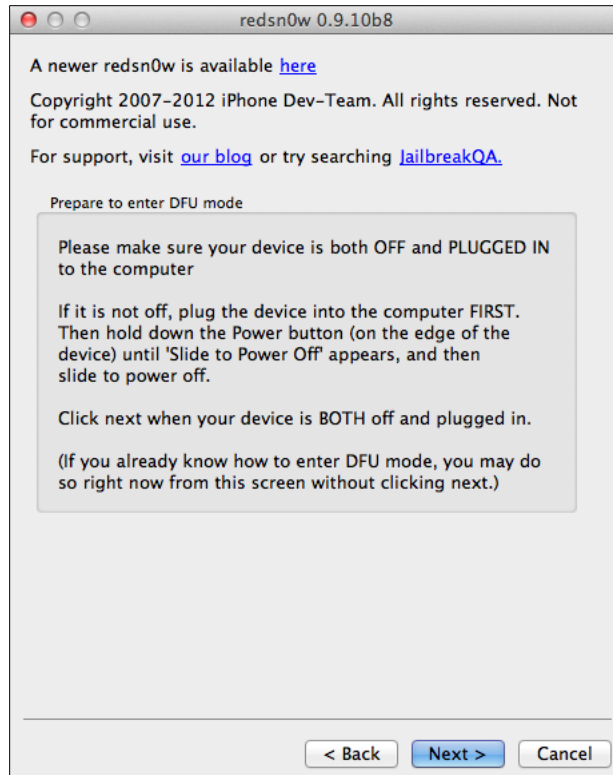 redsn0w 0.9.10b8
A newer redsn0w is available here
Copyright 2007-2012 iPhone Dev-Team. All rights reserved. Not
for commercial use.
For support, visit our blog or try searching JailbreakQA.
Prepare to enter DFU mode
Please make sure your device is both OFF and PLUGGED IN
to the computer
If it is not off, plug the device into the computer FIRST.
Then hold down the Power button (on the edge of the
device) until 'Slide to Power Off' appears, and then
slide to power off.
Click next when your device is BOTH off and plugged in.
(If you already know how to enter DFU mode, you may do
so right now from this screen without clicking next.)
< Back Next > Cancel